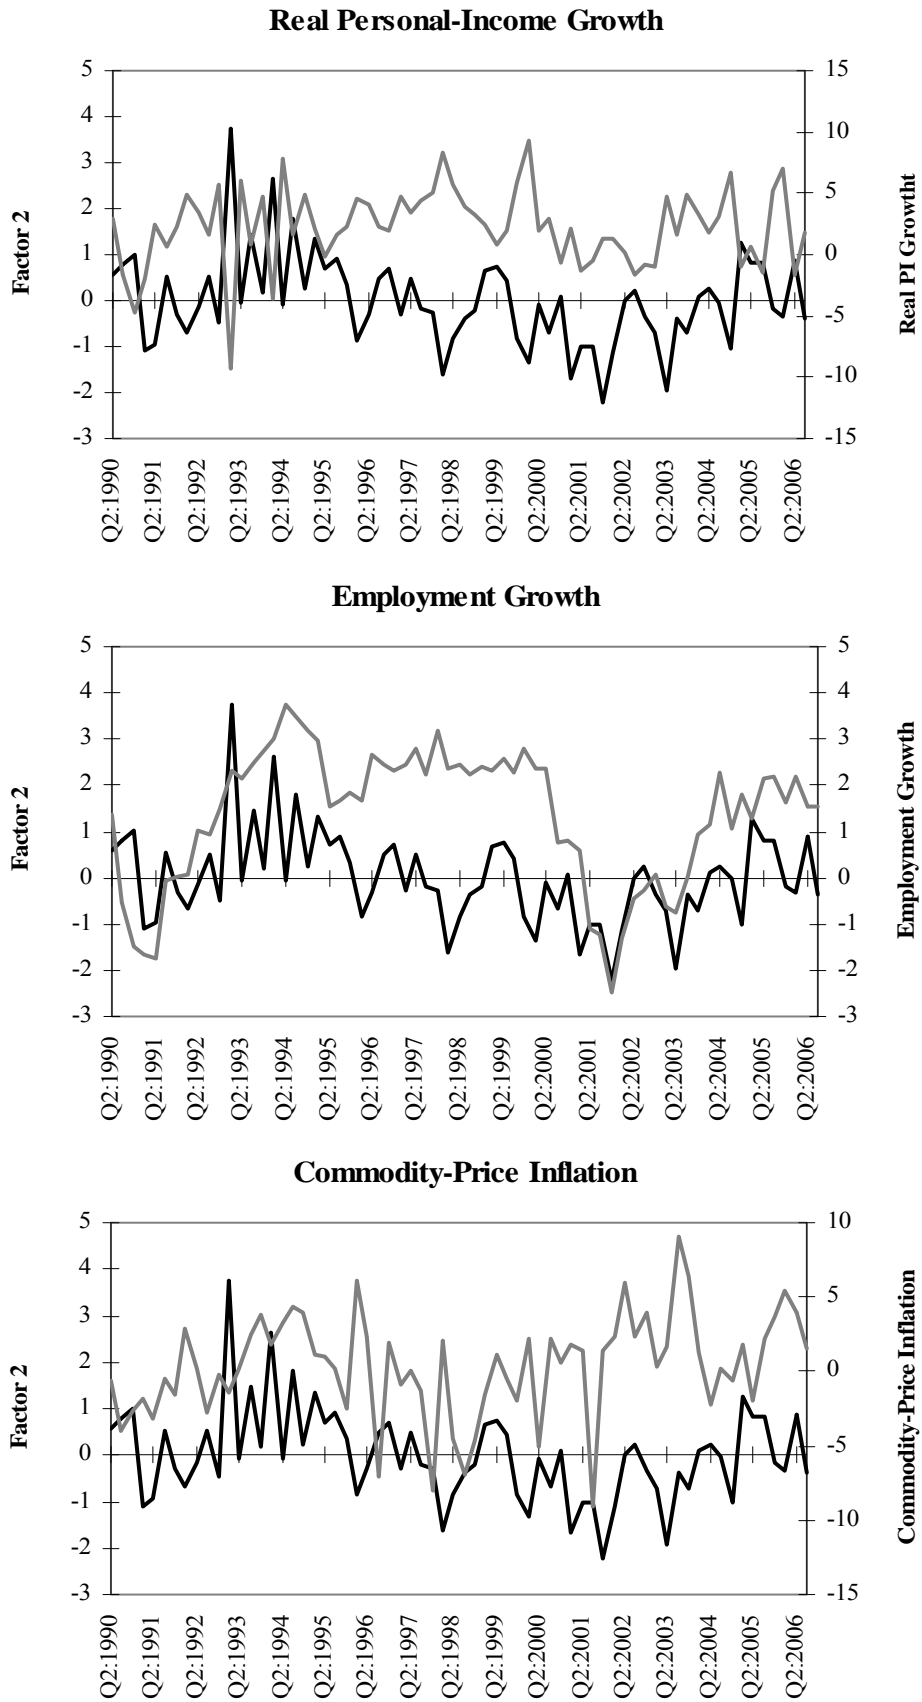 Real Personal-Income Growth
5
4
3
2
1
0
-1
-2
-3
Factor 2
15
10
5
0
-5
-10
-15
Real PI Growtht
Q2:1990
Q2:1991
Q2:1992
Q2:1993
Q2:1994
Q2:1995
Q2:1996
Q2:1997
Q2:1998
Q2:1999
Q2:2000
Q2:2001
Q2:2002
Q2:2003
Q2:2004
Q2:2005
Q2:2006
Employment Growth
5
4
3
2
1
0
-1
-2
-3
Factor 2
5
4
3
2
1
0
-1
-2
-3
Employment Growth
Q2:1990
Q2:1991
Q2:1992
Q2:1993
Q2:1994
Q2:1995
Q2:1996
Q2:1997
Q2:1998
Q2:1999
Q2:2000
Q2:2001
Q2:2002
Q2:2003
Q2:2004
Q2:2005
Q2:2006
Commodity-Price Inflation
5
4
3
2
1
0
-1
-2
-3
Factor 2
10
5
0
-5
-10
-15
Commodity-Price Inflation
Q2:1990
Q2:1991
Q2:1992
Q2:1993
Q2:1994
Q2:1995
Q2:1996
Q2:1997
Q2:1998
Q2:1999
Q2:2000
Q2:2001
Q2:2002
Q2:2003
Q2:2004
Q2:2005
Q2:2006